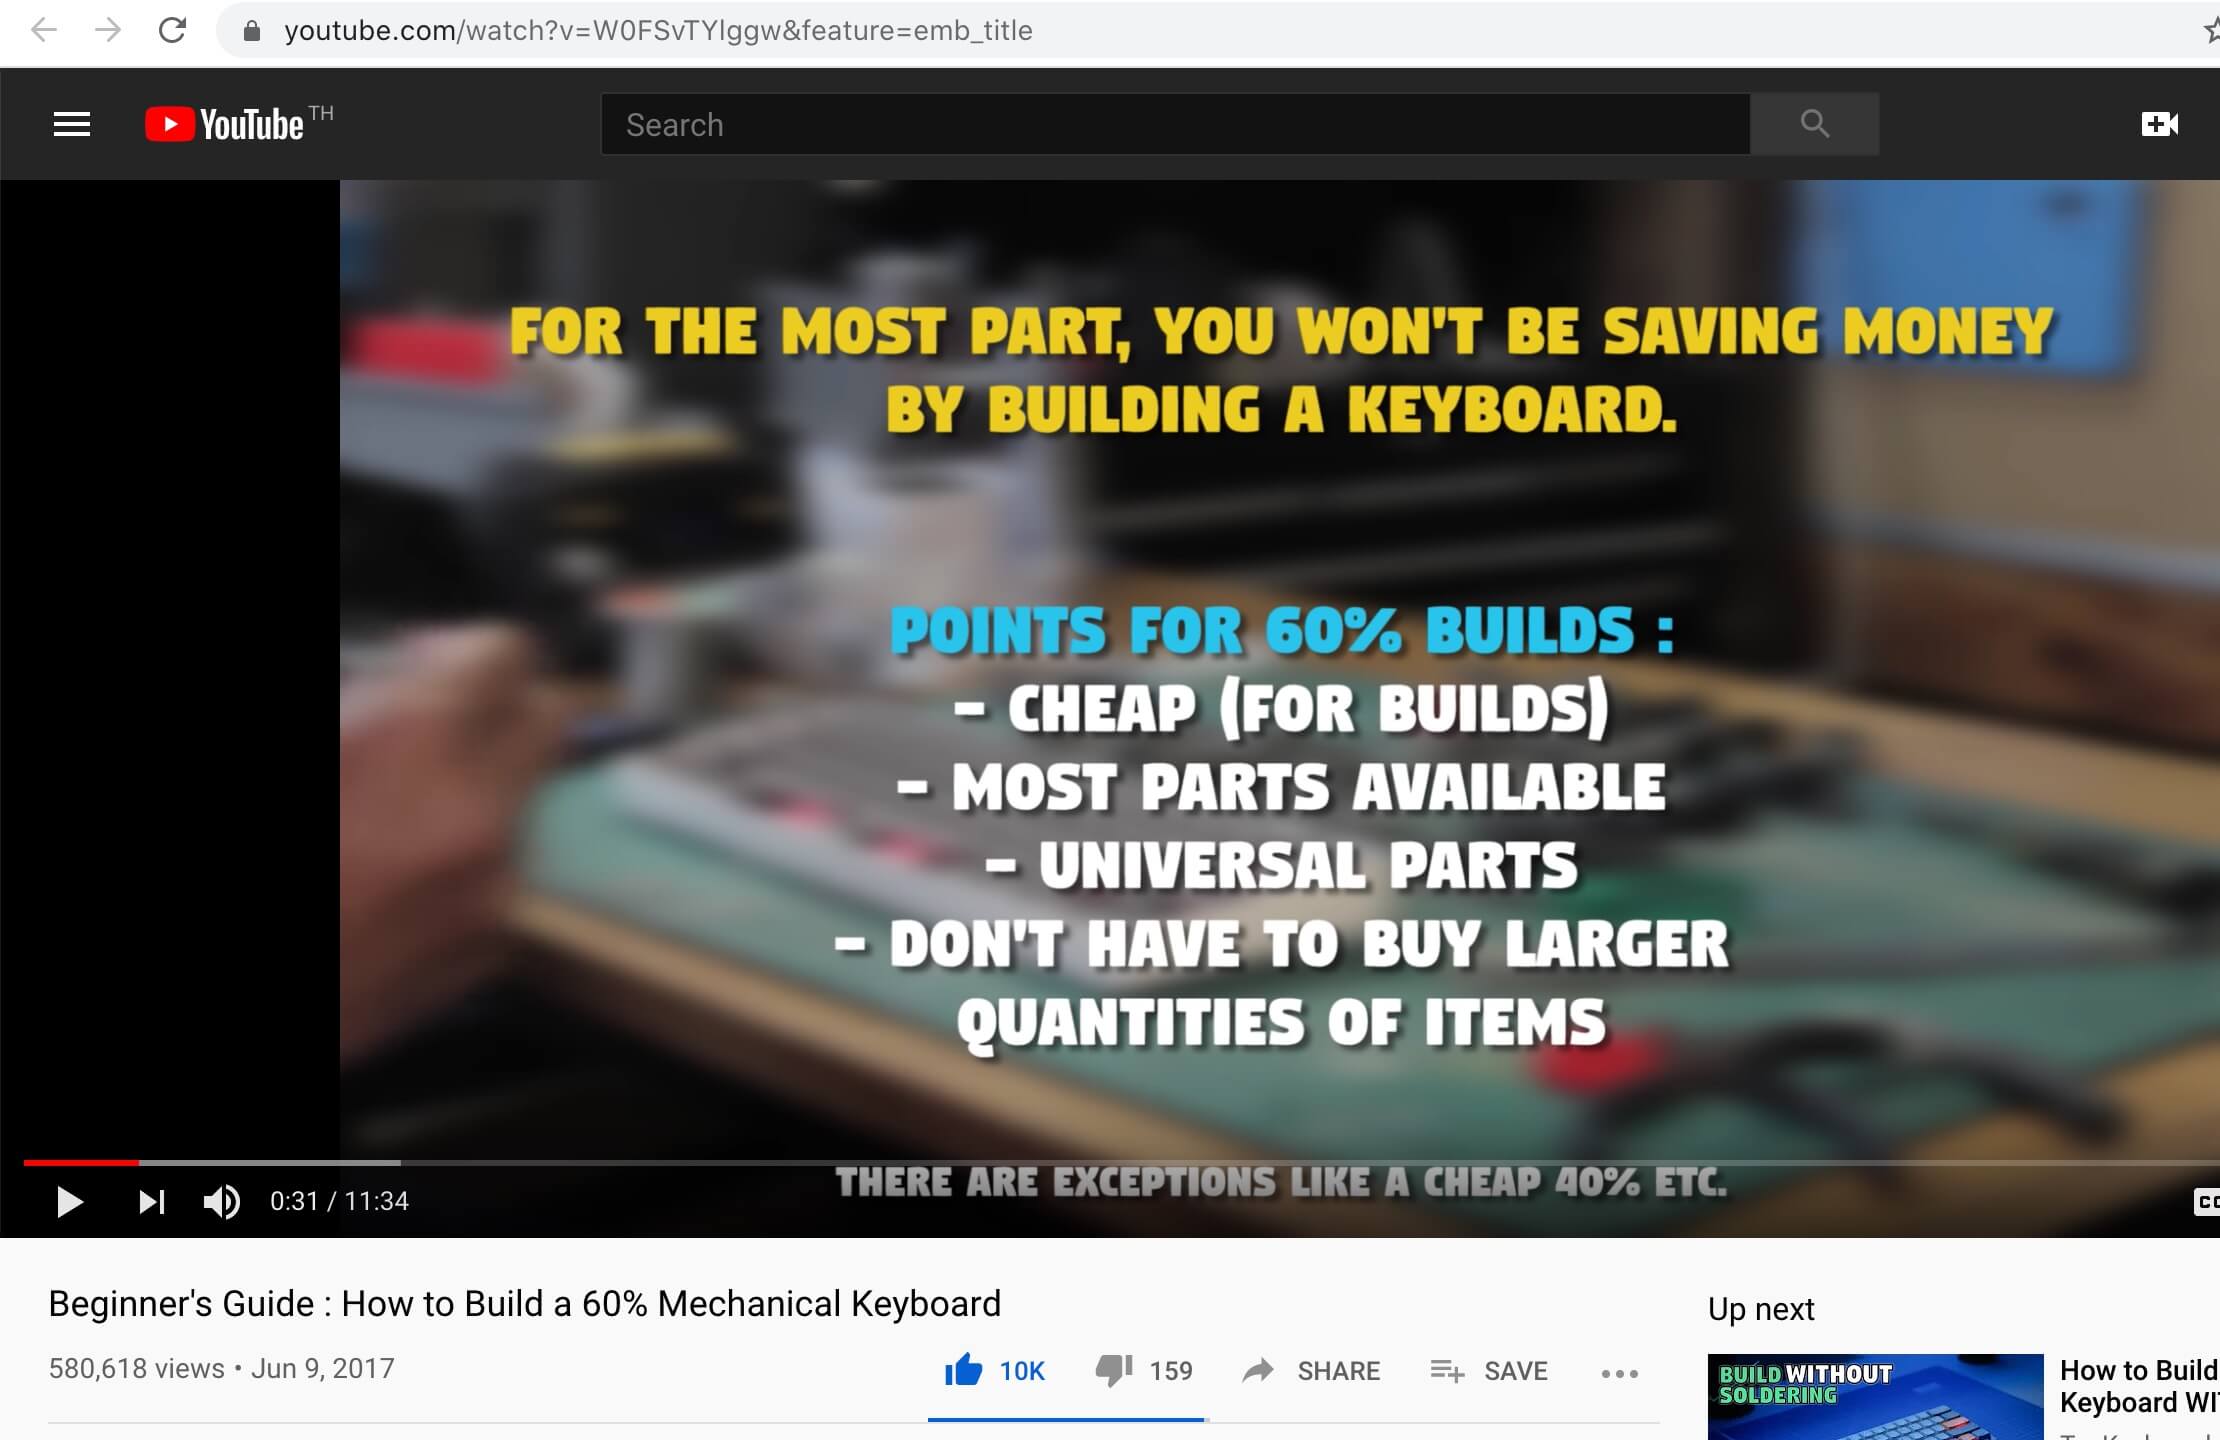 youtube.com/watch?v=W0FSvTYlggw&feature=emb_title
YouTube TH
Search
FOR THE MOST PART, YOU WON'T BE SAVING MONEY
BY BUILDING A KEYBOARD.
POINTS FOR 60% BUILDS :
- CHEAP (FOR BUILDS)
- MOST PARTS AVAILABLE
- UNIVERSAL PARTS
- DON'T HAVE TO BUY LARGER
QUANTITIES OF ITEMS
THERE ARE EXCEPTIONS LIKE A CHEAP 40% ETC.
0:31 / 11:34
Beginner's Guide : How to Build a 60% Mechanical Keyboard
580,618 views • Jun 9, 2017
10K
159
SHARE
SAVE
Up next
BUILD WITHOUT
SOLDERING
How to Build
Keyboard